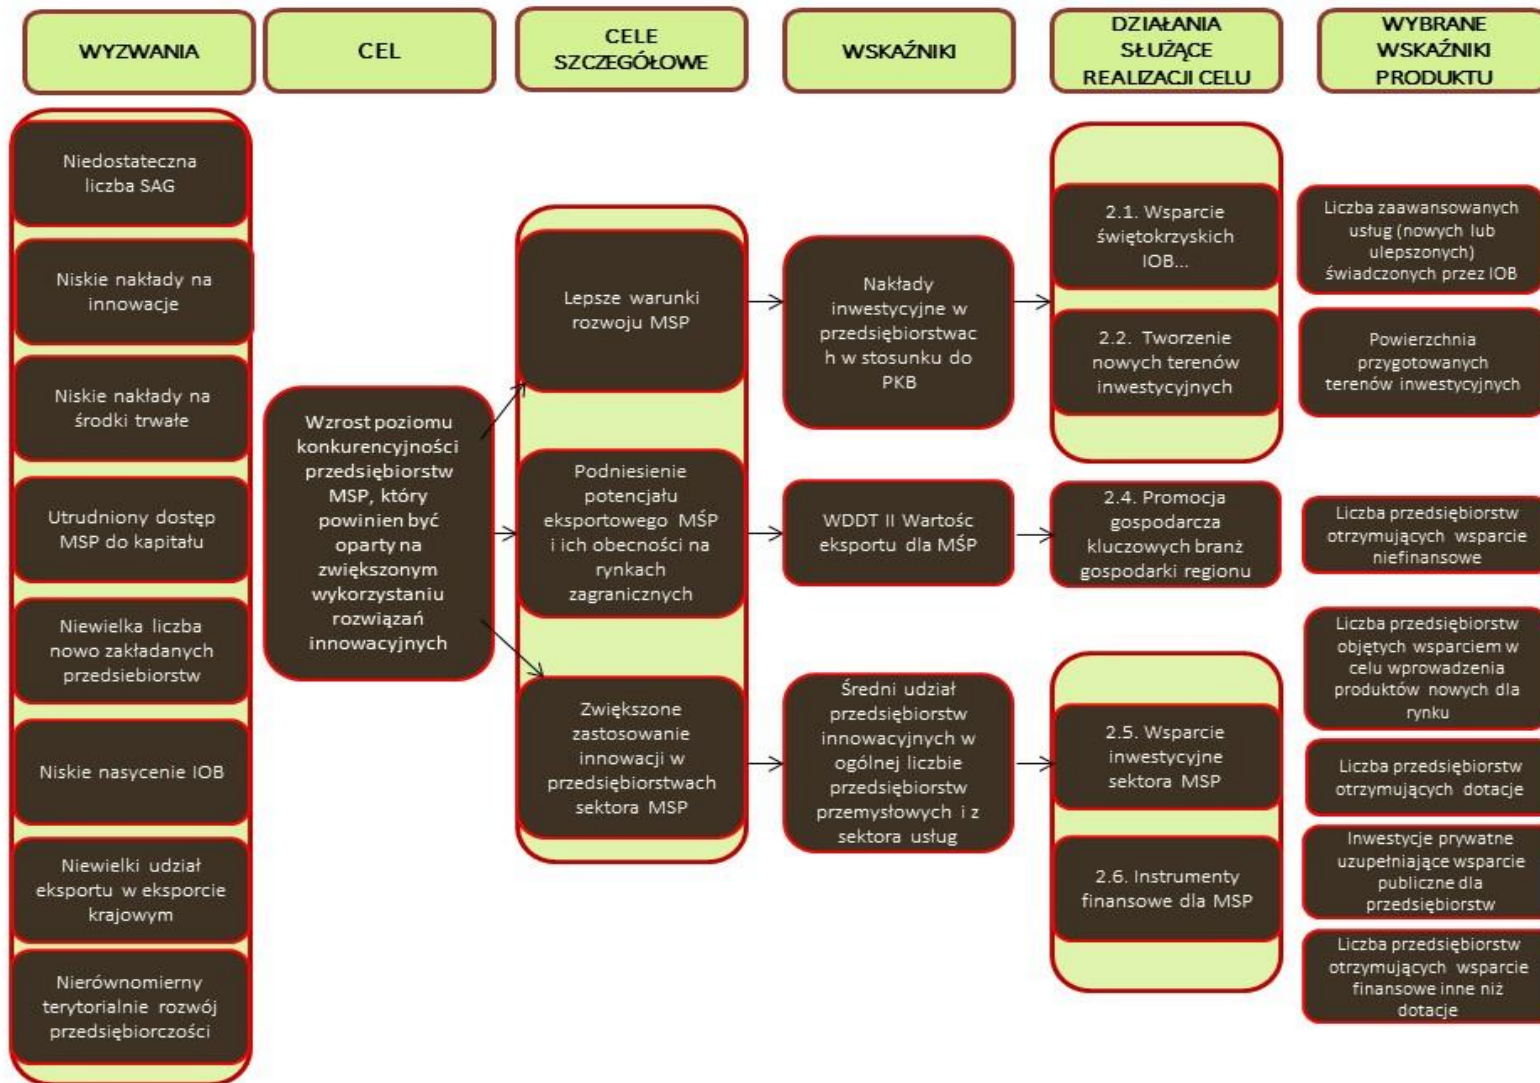 WYZWANIA
CEL
CELE
SZCZEGÓŁOWE
WSKAŹNIKI
DZIAŁANIA
SŁUŻĄCE
REALIZACJI CELU
WYBRANE
WSKAŹNIKI
PRODUKTU
Niedostateczna
liczba SAG
Niskie nakłady na
innowacje
Niskie nakłady na
środki trwałe
Utrudniony dostęp
MSP do kapitału
Niewielka liczba
nowo zakładanych
przedsiebiorstw
Niskie nasycenie IOB
Niewielki udział
eksportu w eksporcie
krajowym
Nierównomierny
terytorialnie rozwój
przedsiębiorczości
Wzrost poziomu
konkurencyjności
przedsiębiorstw
MSP, który
powinien być
oparty na
zwiększonym
wykorzystaniu
rozwiązań
innowacyjnych
Lepsze warunki
rozwoju MSP
Podniesienie
potencjału
eksportowego MŚP
i ich obecności na
rynkach
zagranicznych
Zwiększone
zastosowanie
innowacji w
przedsiębiorstwach
sektora MSP
Nakłady
inwestycyjne w
przedsiębiorstwac
h w stosunku do
PKB
WDDT II Wartośc
eksportu dla MŚP
Średni udział
przedsiębiorstw
innowacyjnych w
ogólnej liczbie
przedsiębiorstw
przemysłowych i z
sektora usług
2.1. Wsparcie
świętokrzyskich
IOB...
2.2. Tworzenie
nowych terenów
inwestycyjnych
2.4. Promocja
gospodarcza
kluczowych branż
gospodarki regionu
2.5. Wsparcie
inwestycyjne
sektora MSP
2.6. Instrumenty
finansowe dla MSP
Liczba zaawansowanych
usług (nowych lub
ulepszonych)
świadczonych przez IOB
Powierzchnia
przygotowanych
terenów inwestycyjnych
Liczba przedsiębiorstw
otrzymujących wsparcie
niefinansowe
Liczba przedsiębiorstw
objętych wsparciem w
celu wprowadzenia
produktów nowych dla
rynku
Liczba przedsiębiorstw
otrzymujących dotacje
Inwestycje prywatne
uzupełniające wsparcie
publiczne dla
przedsiębiorstw
Liczba przedsiębiorstw
otrzymujących wsparcie
finansowe inne niż
dotacje